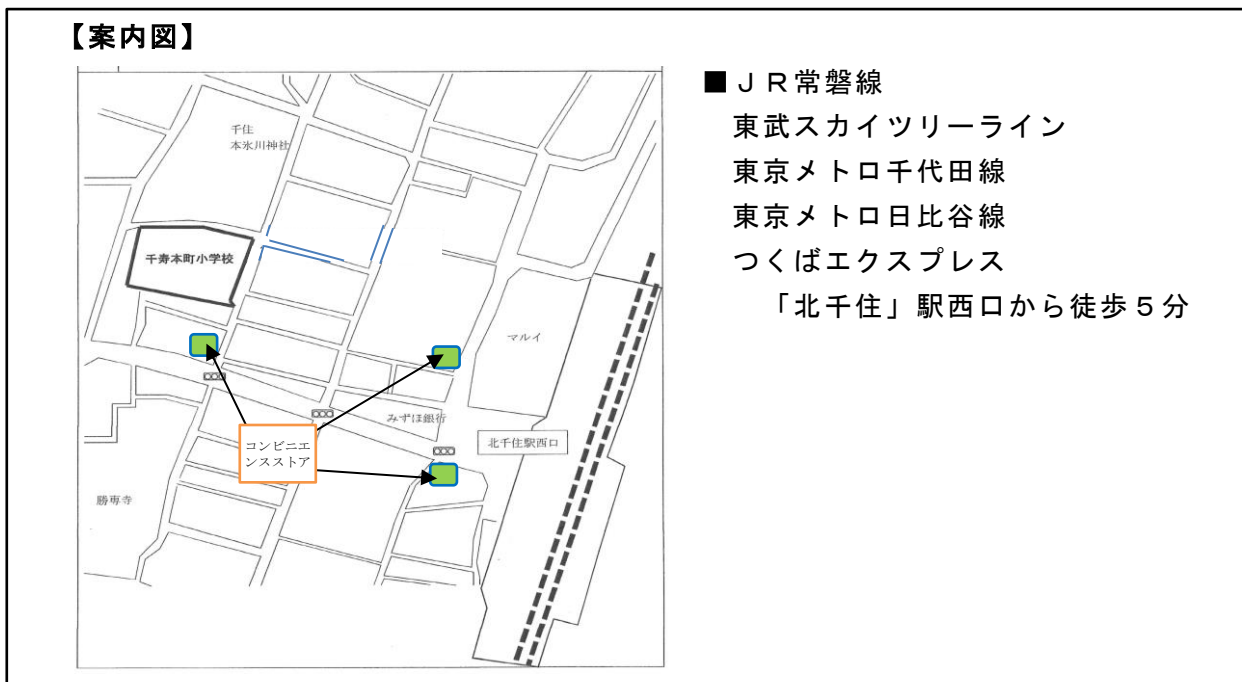 【案内図】
■ＪＲ常磐線
東武スカイツリーライン
東京メトロ千代田線
東京メトロ日比谷線
つくばエクスプレス
「北千住」駅西口から徒歩５分
千住
本氷川神社
千寿本町小学校
マルイ
みずほ銀行
北千住駅西口
コンビニエ
ンスストア
勝専寺